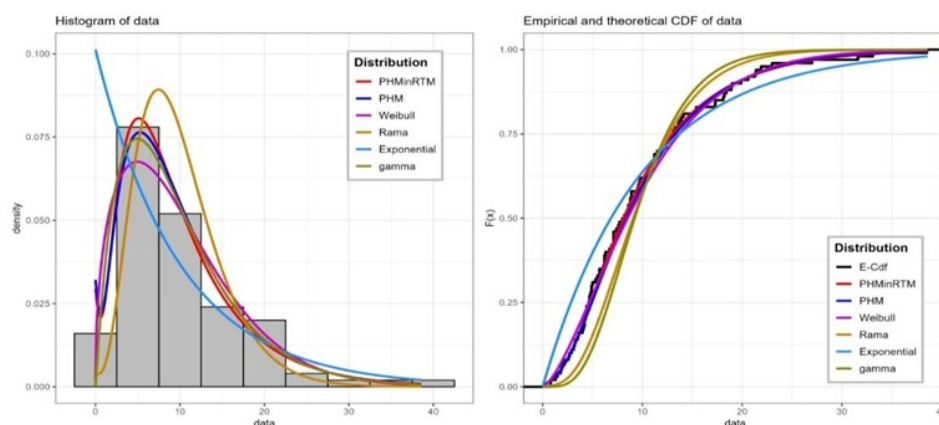 Histogram of data
0.100
0.075
0.050
0.025
0.000
density
0
10
20
30
40
data
Distribution
PHMinRTM
PHM
Weibull
Rama
Exponential
gamma
Empirical and theoretical CDF of data
1.00
0.75
0.50
0.25
0.00
F(x)
0
10
20
30
data
Distribution
E-Cdf
PHMinRTM
PHM
Weibull
Rama
Exponential
gamma